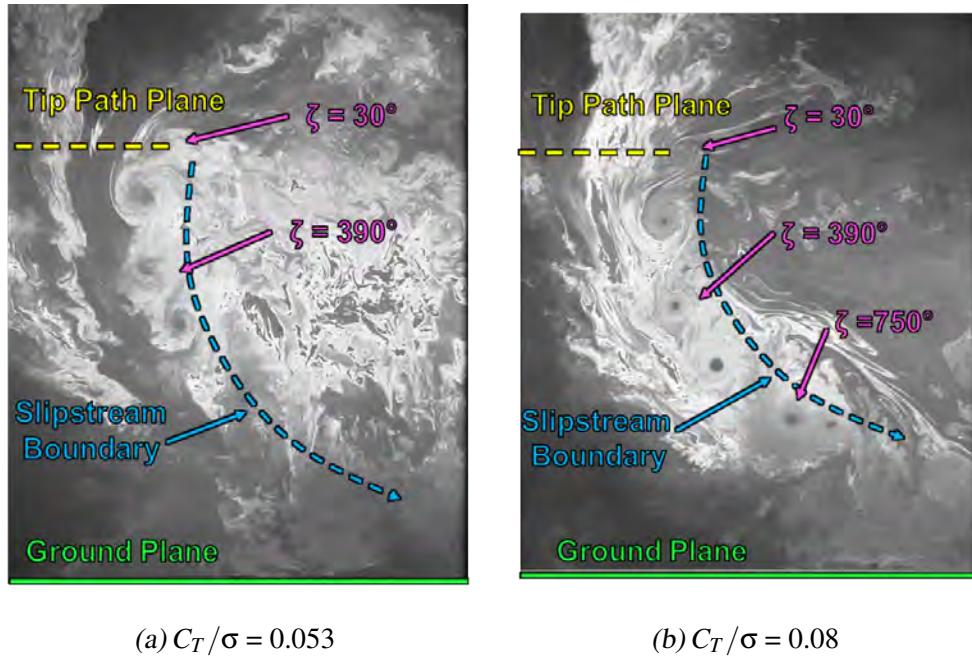 Tip Path Plane
ζ = 30°
ζ = 390°
Slipstream
Boundary
Ground Plane
(a) C_T/σ = 0.053
Tip Path Plane
ζ = 30°
ζ = 390°
ζ =750°
Slipstream
Boundary
Ground Plane
(b) C_T/σ = 0.08